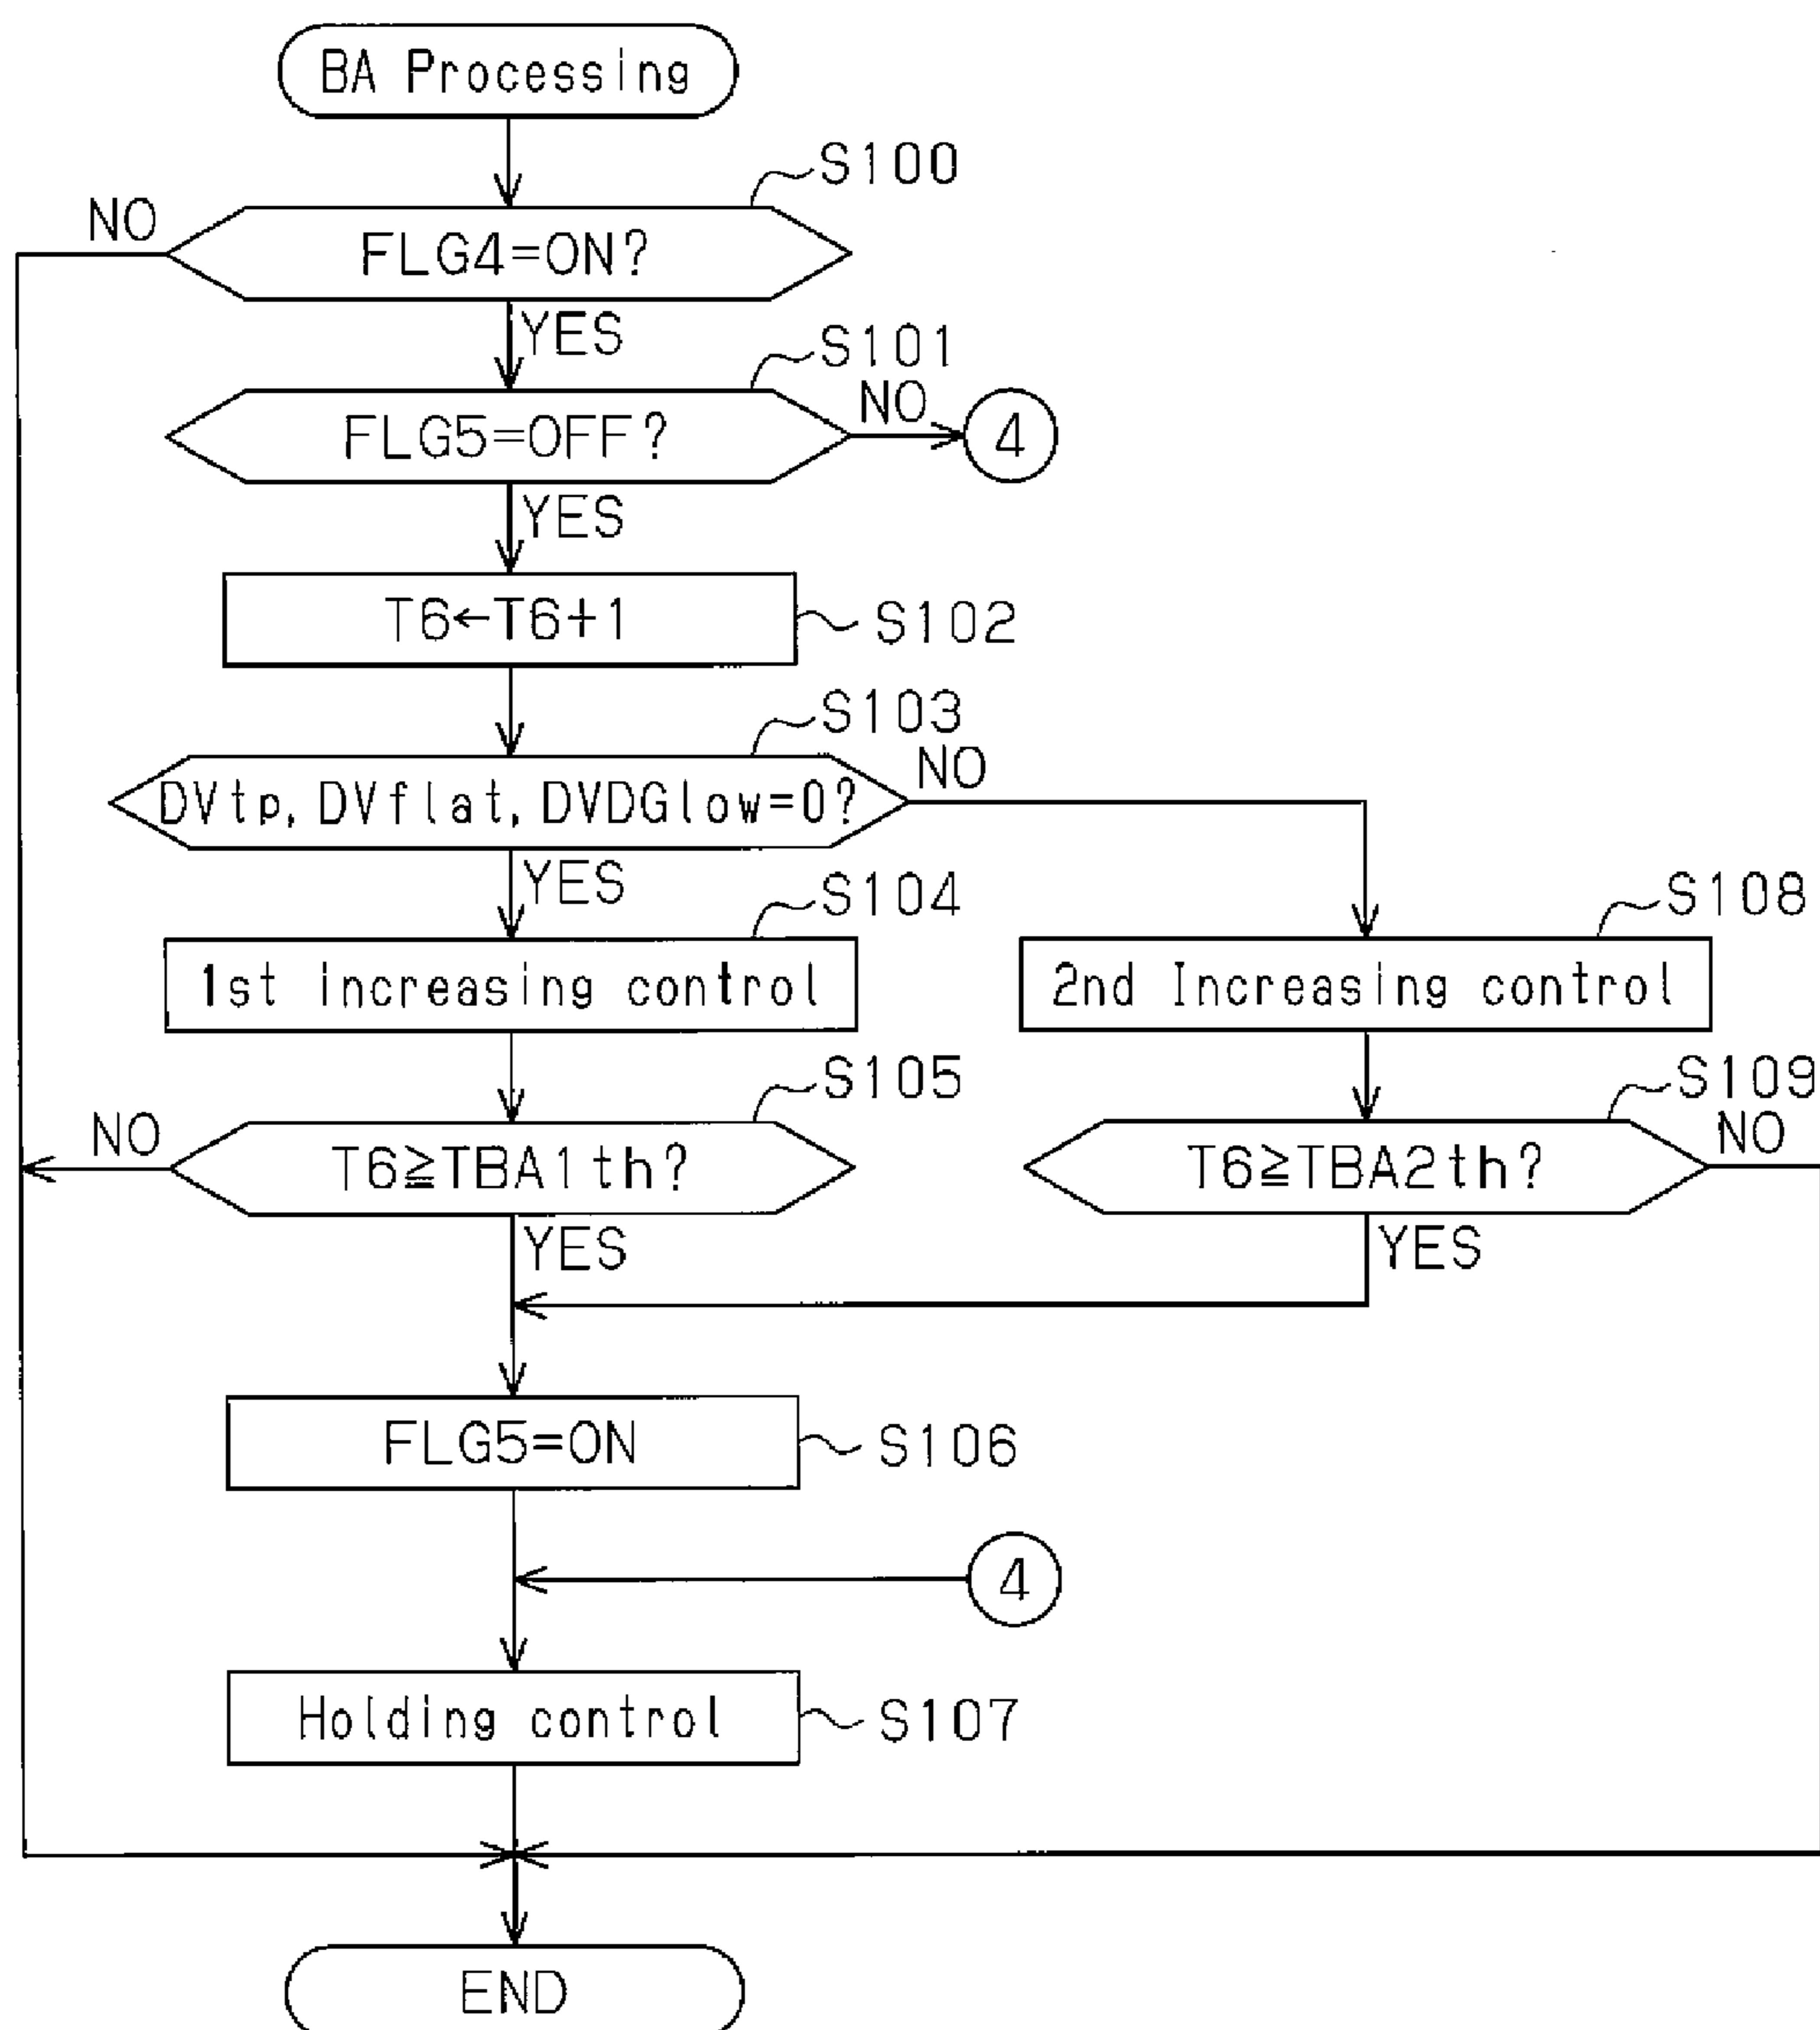 BA Processing
S100
NO
FLG4=ON?
YES
S101
FLG5=OFF?
NO
4
YES
T6←T6+1
S102
S103
DVtp, DVflat, DVDGlow=0?
NO
YES
S104
S108
1st increasing control
2nd Increasing control
S105
S109
NO
T6≧TBA1th?
T6≧TBA2th?
NO
YES
YES
FLG5=ON
S106
4
Holding control
S107
END